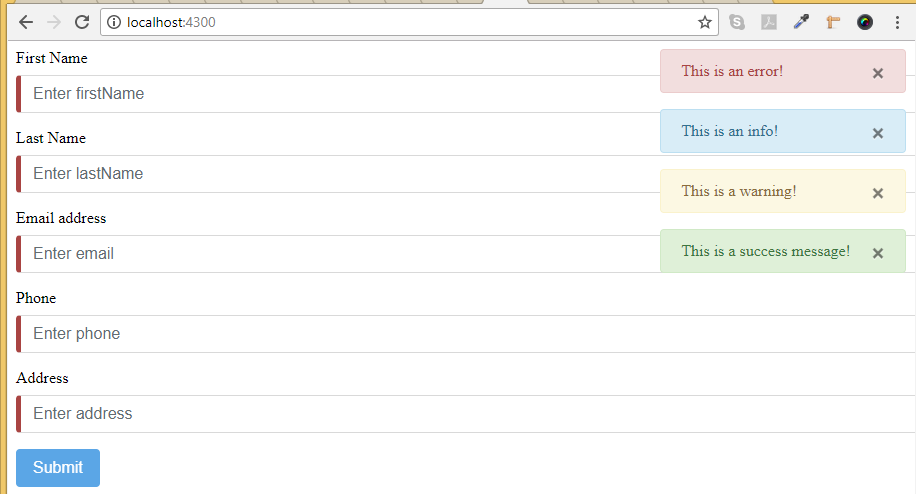 localhost:4300
First Name
Enter firstName
Last Name
Enter lastName
Email address
Enter email
Phone
Enter phone
Address
Enter address
Submit
This is an error! ×
This is an info! ×
This is a warning! ×
This is a success message! ×